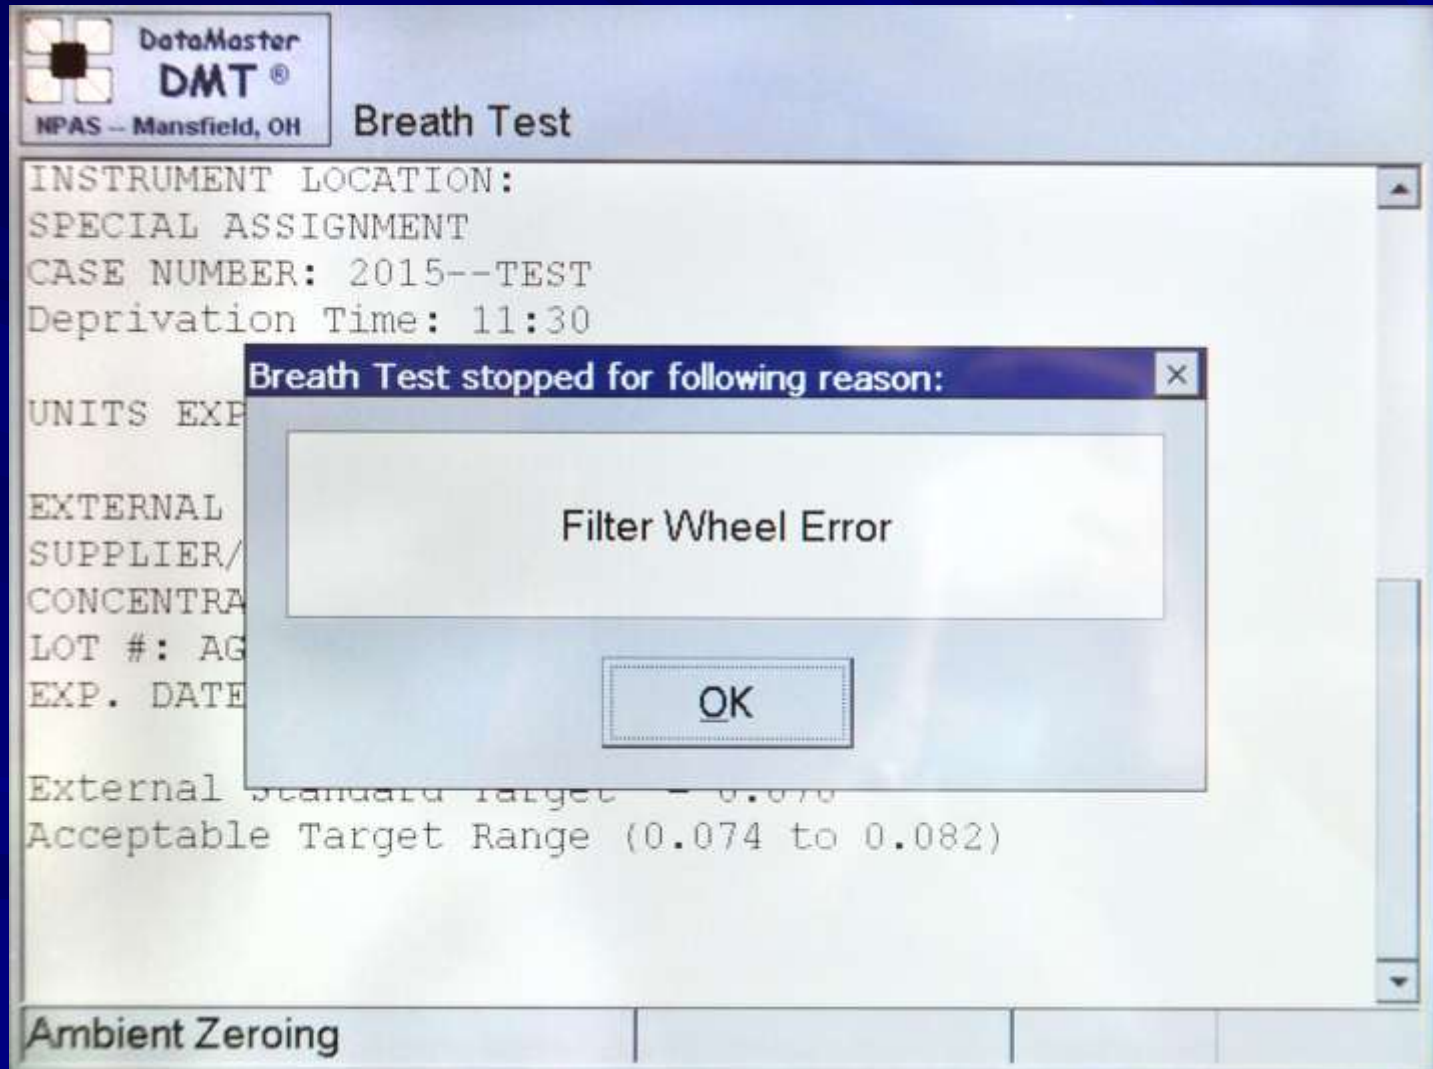 DataMaster
DMT ®
NPAS -- Mansfield, OH
Breath Test
INSTRUMENT LOCATION:
SPECIAL ASSIGNMENT
CASE NUMBER: 2015--TEST
Deprivation Time: 11:30
Breath Test stopped for following reason:
UNITS EXP
Filter Wheel Error
EXTERNAL
SUPPLIER/
CONCENTRA
LOT #: AG
EXP. DATE
OK
External Standard Target =
Acceptable Target Range (0.074 to 0.082)
Ambient Zeroing